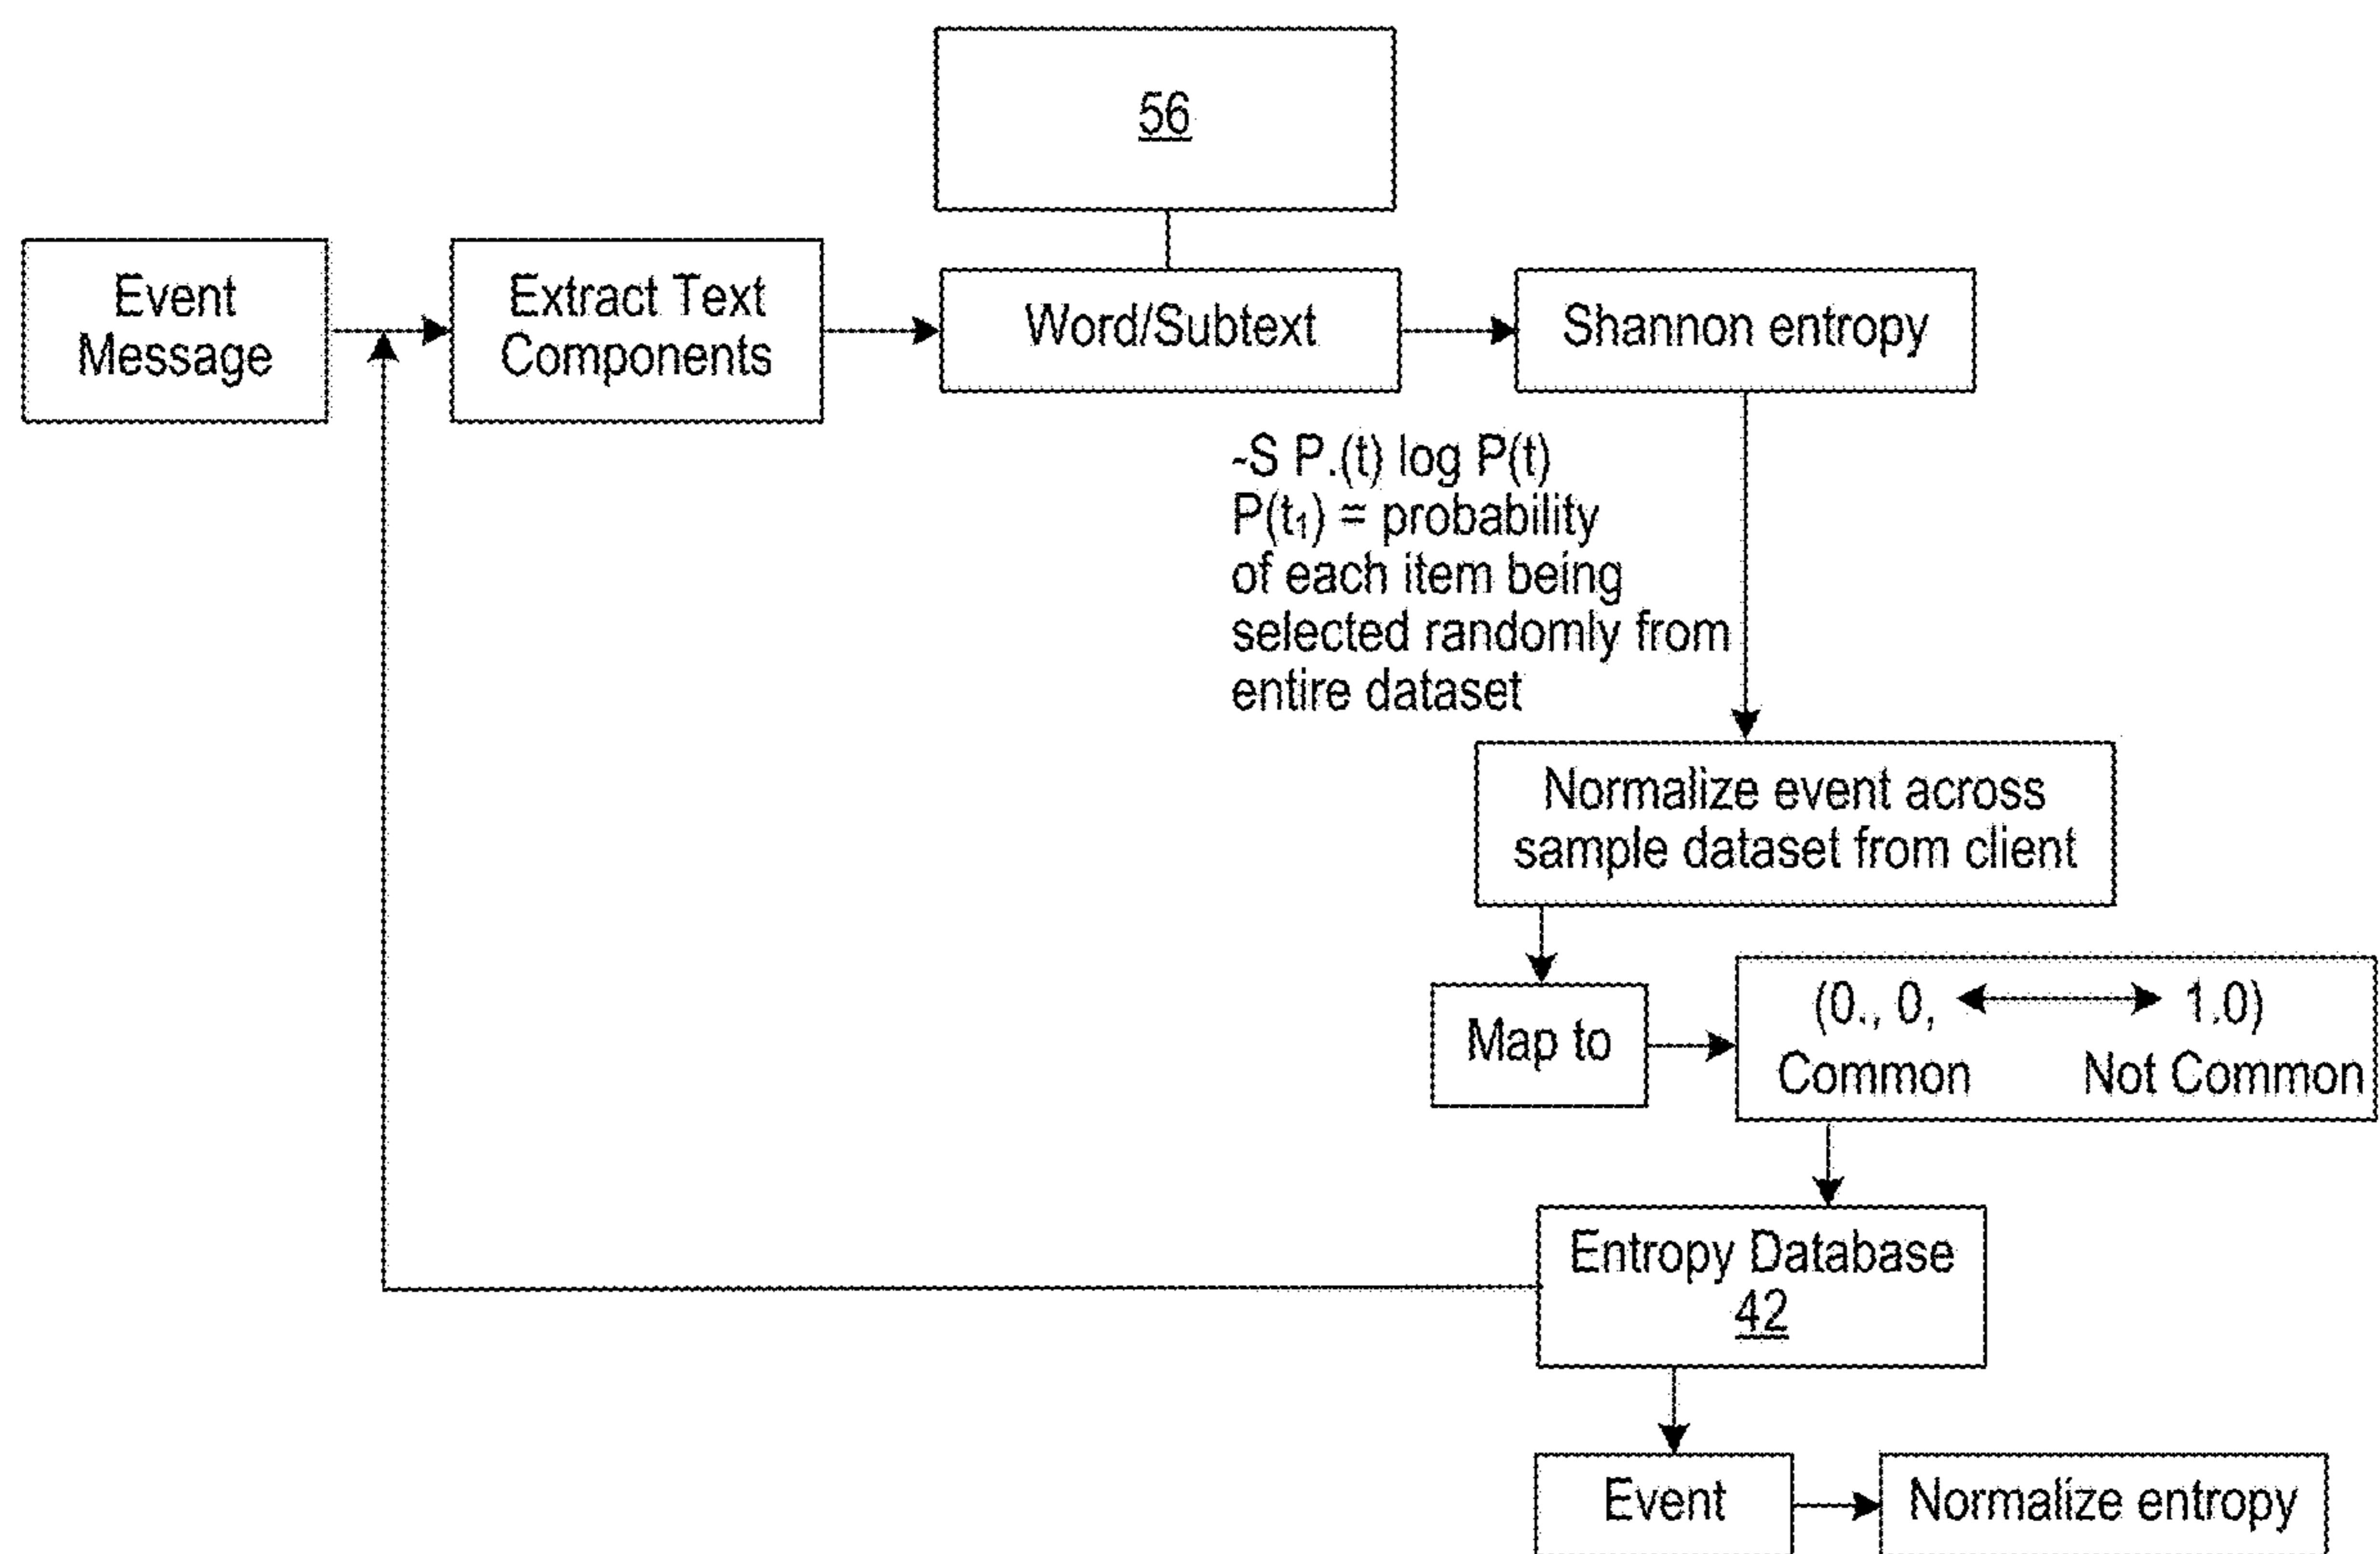 56
Event
Message
Extract Text
Components
Word/Subtext
Shannon entropy
-S P.(t) log P(t)
P(t₁) = probability
of each item being
selected randomly from
entire dataset
Normalize event across
sample dataset from client
Map to
(0., 0, 1.0)
Common Not Common
Entropy Database
42
Event
Normalize entropy